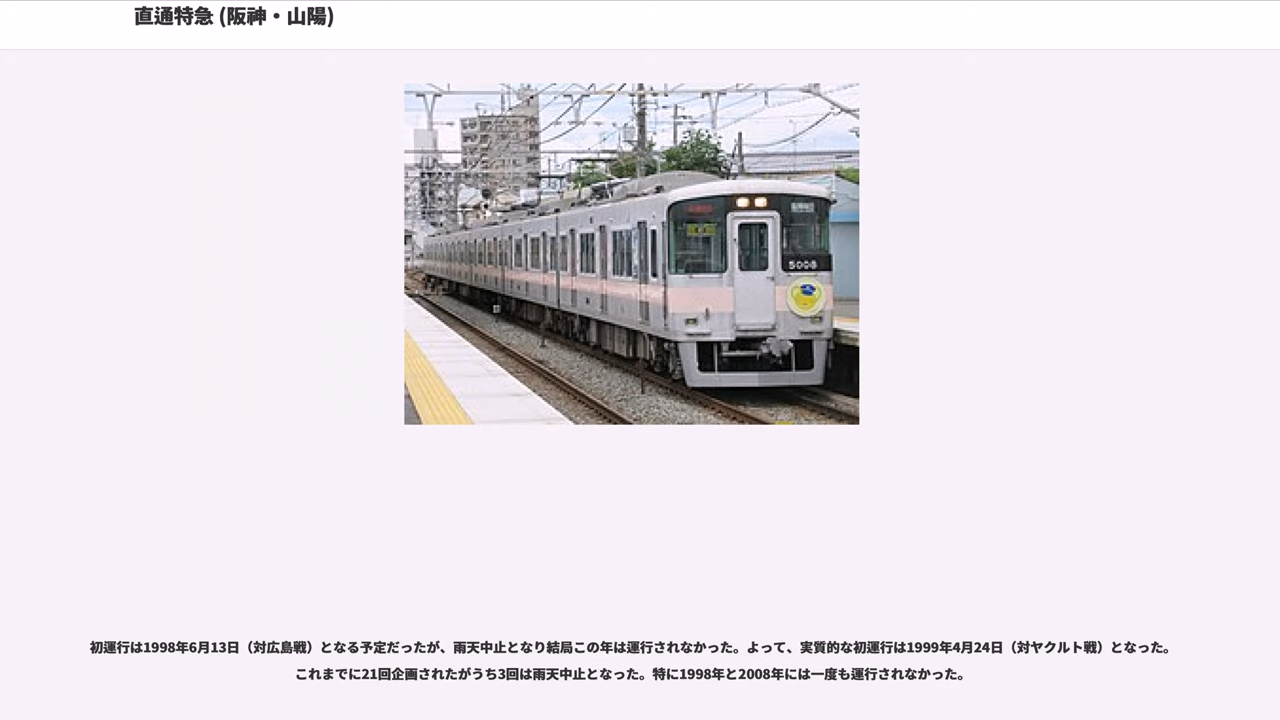 直通特急 (阪神・山陽)
5008
初運行は1998年6月13日（対広島戦）となる予定だったが、雨天中止となり結局この年は運行されなかった。よって、実質的な初運行は1999年4月24日（対ヤクルト戦）となった。
これまでに21回企画されたがうち3回は雨天中止となった。特に1998年と2008年には一度も運行されなかった。